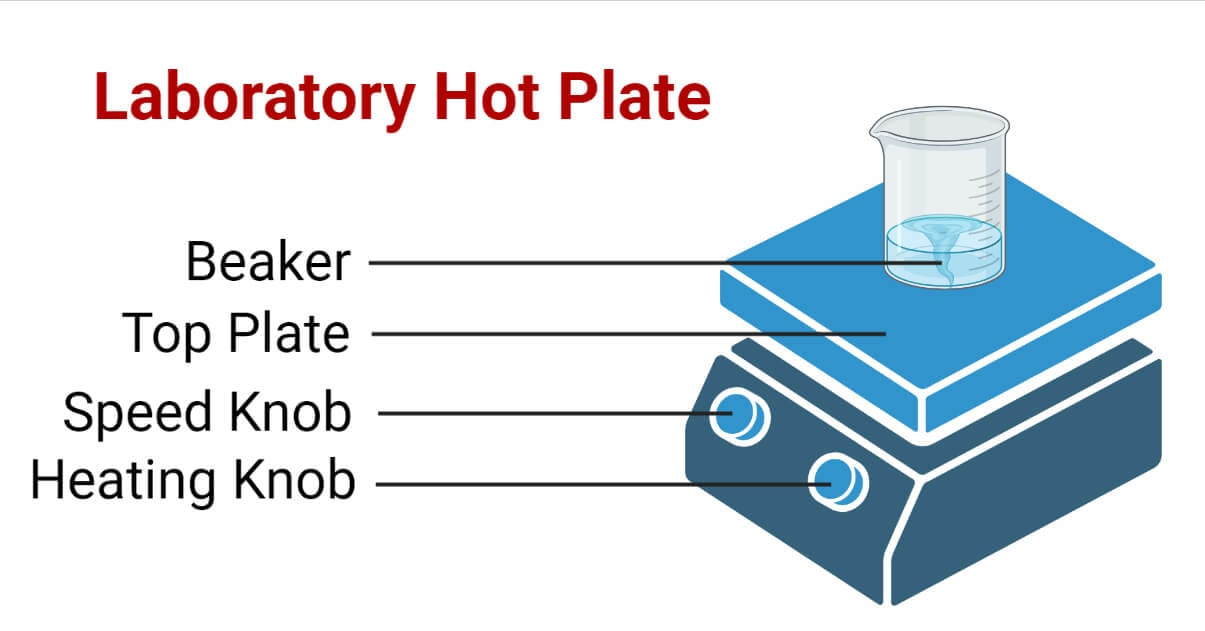 Laboratory Hot Plate
Beaker
Top Plate
Speed Knob
Heating Knob